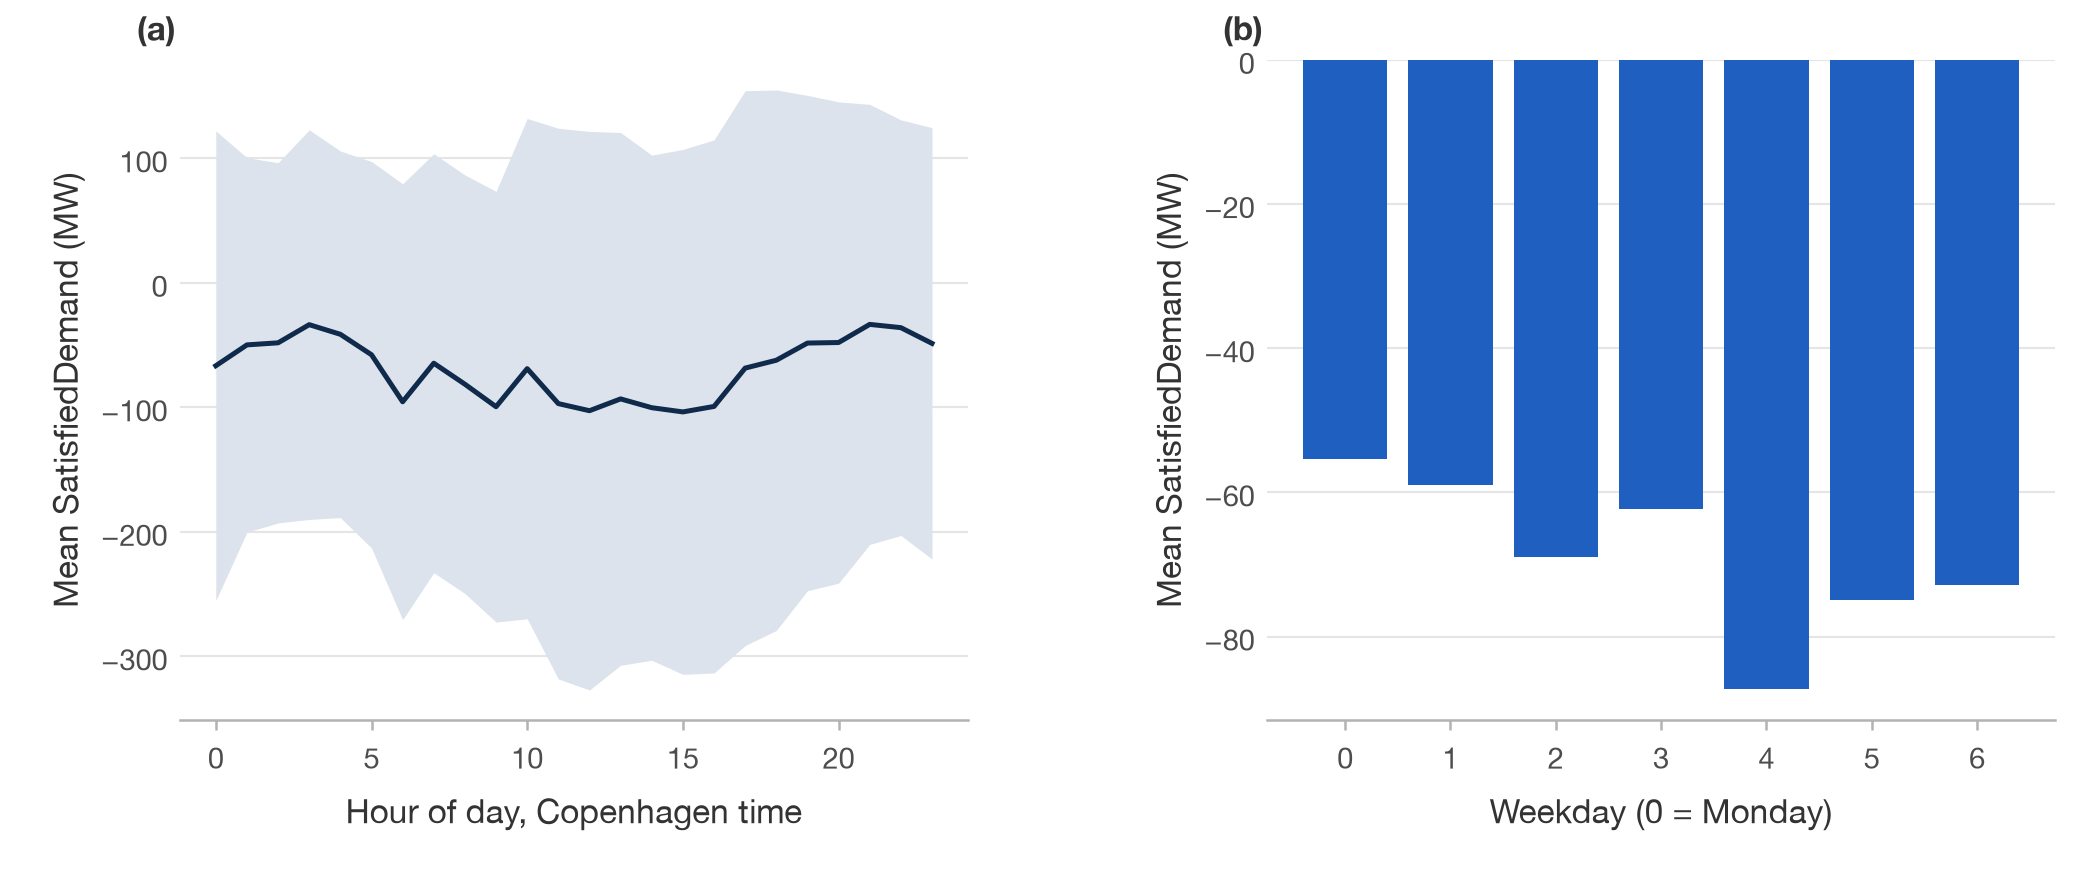 (a)
Mean SatisfiedDemand (MW)
100
0
−100
−200
−300
0 5 10 15 20
Hour of day, Copenhagen time
(b)
Mean SatisfiedDemand (MW)
0
−20
−40
−60
−80
0 1 2 3 4 5 6
Weekday (0 = Monday)